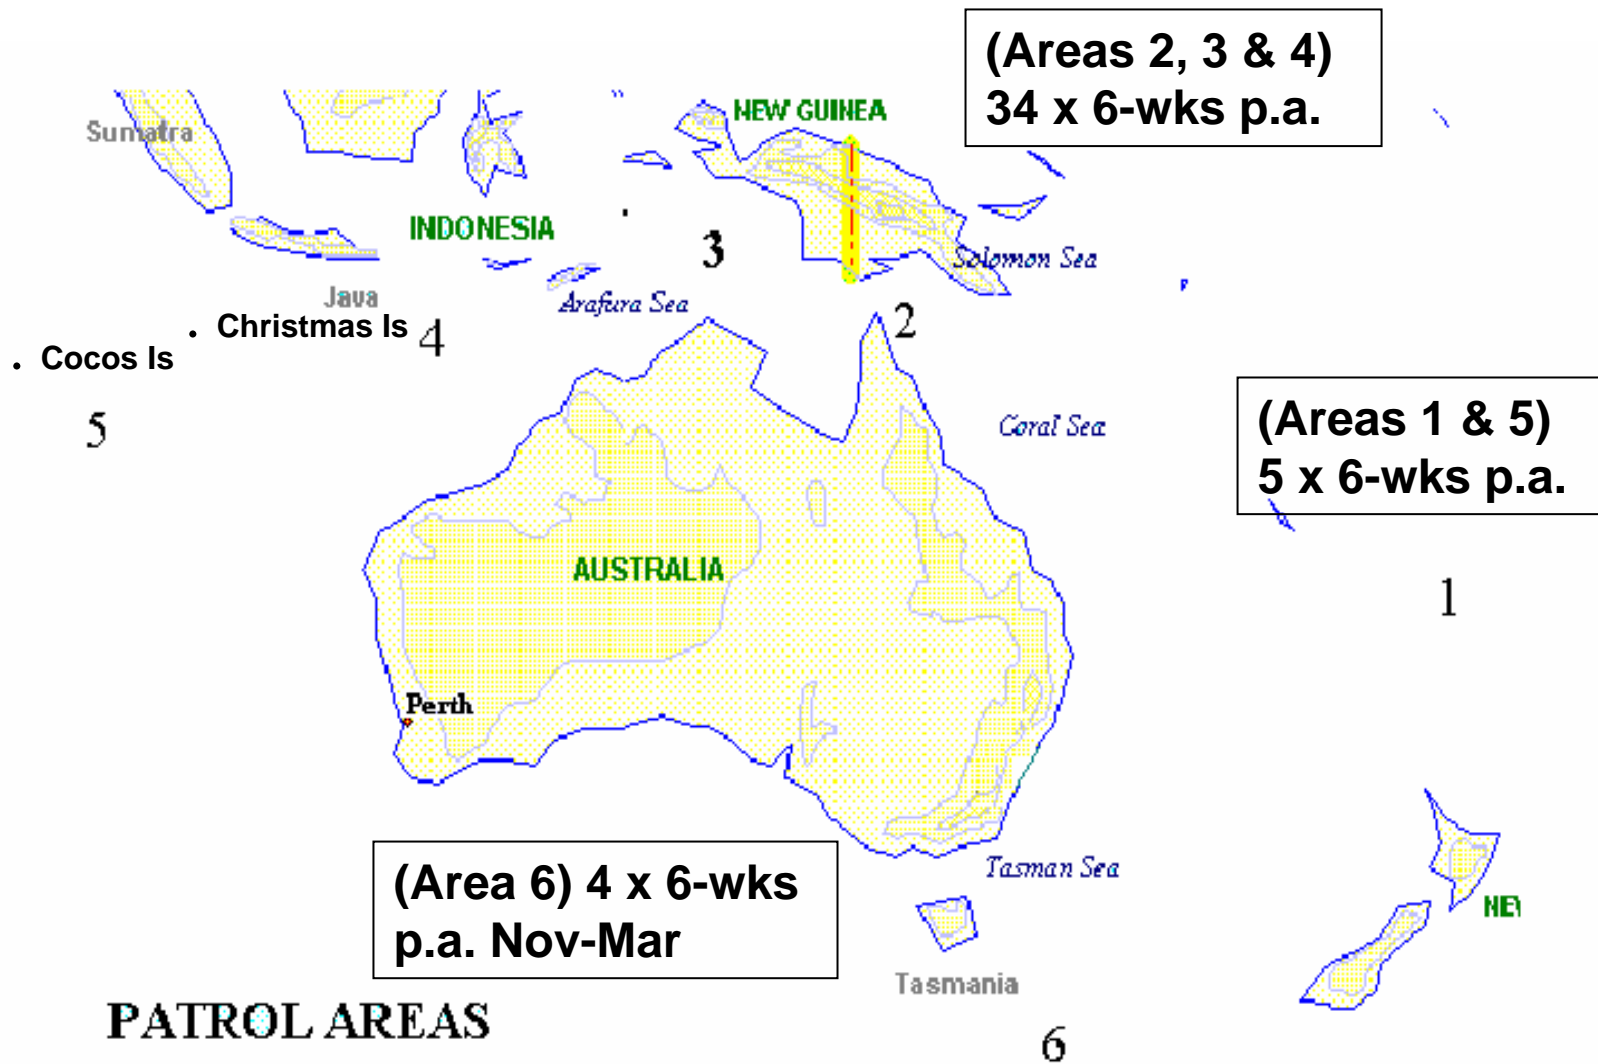 (Areas 2, 3 & 4)
34 x 6-wks p.a.
NEW GUINEA
Sumatra
INDONESIA
3
Solomon Sea
Java
Arafura Sea
. Christmas Is
4
2
. Cocos Is
5
Coral Sea
(Areas 1 & 5)
5 x 6-wks p.a.
AUSTRALIA
1
Perth
(Area 6) 4 x 6-wks
p.a. Nov-Mar
Tasman Sea
NEW
Tasmania
PATROL AREAS
6